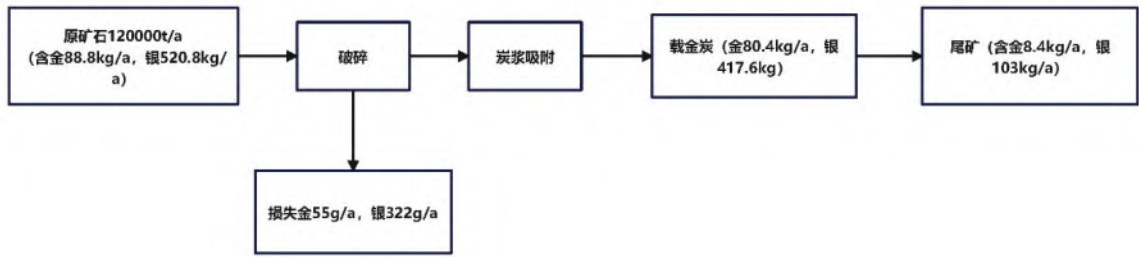 原矿石120000t/a
（含金88.8kg/a，银520.8kg/
a）
破碎
炭浆吸附
载金炭（金80.4kg/a，银
417.6kg）
尾矿（含金8.4kg/a，银
103kg/a）
损失金55g/a，银322g/a